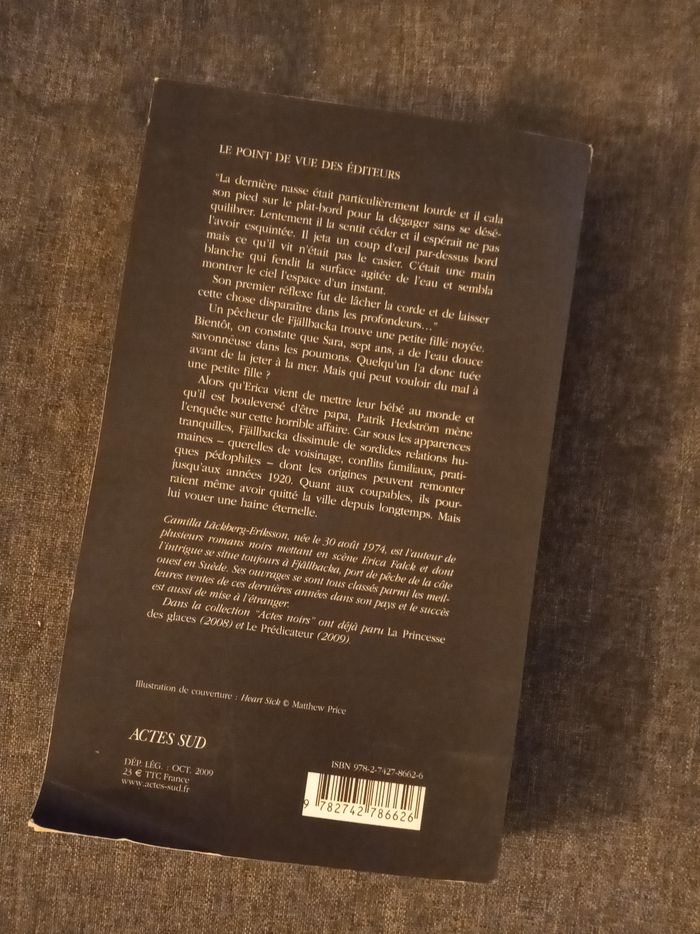 LE POINT DE VUE DES ÉDITEURS
"La dernière nasse était particulièrement lourde et il cala
son pied sur le plat-bord pour la dégager sans se désé-
quilibrer. Lentement il la sentit céder et il espérait ne pas
l'avoir esquintée. Il jeta un coup d'œil par-dessus bord
mais ce qu'il vit n'était pas le casier. C'était une main
blanche qui fendit la surface agitée de l'eau et sembla
montrer le ciel l'espace d'un instant.
Son premier réflexe fut de lâcher la corde et de laisser
cette chose disparaître dans les profondeurs..."
Un pêcheur de Fjällbacka trouve une petite fille noyée.
Bientôt, on constate que Sara, sept ans, a de l'eau douce
savonneuse dans les poumons. Quelqu'un l'a donc tuée
avant de la jeter à la mer. Mais qui peut vouloir du mal à
une petite fille ?
Alors qu'Erica vient de mettre leur bébé au monde et
qu'il est bouleversé d'être papa, Patrik Hedström mène
l'enquête sur cette horrible affaire. Car sous les apparences
tranquilles, Fjällbacka dissimule de sordides relations hu-
maines – querelles de voisinage, conflits familiaux, prati-
ques pédophiles – dont les origines peuvent remonter
jusqu'aux années 1920. Quant aux coupables, ils pour-
raient même avoir quitté la ville depuis longtemps. Mais
lui vouer une haine éternelle.
Camilla Läckberg-Eriksson, née le 30 août 1974, est l'auteur de
plusieurs romans noirs mettant en scène Erica Falck et dont
l'intrigue se situe toujours à Fjällbacka, port de pêche de la côte
ouest en Suède. Ses ouvrages se sont tous classés parmi les meil-
leures ventes de ces dernières années dans son pays et le succès
est aussi de mise à l'étranger.
Dans la collection "Actes noirs" ont déjà paru La Princesse
des glaces (2008) et Le Prédicateur (2009).
Illustration de couverture : Heart Sick © Matthew Price
ACTES SUD
DÉP. LÉG. : OCT. 2009
23 € TTC France
www.actes-sud.fr
ISBN 978-2-7427-8662-6
9 782742 786626